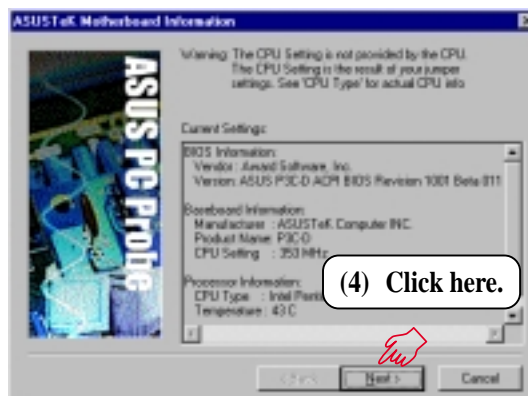 ASUSTeK Motherboard Information
ASUS PC Probe
Warning: The CPU Setting is not provided by the CPU.
The CPU Setting is the result of your jumper
settings. See 'CPU Type' for actual CPU info
Current Settings:
BIOS Information:
Vendor : Award Software, Inc.
Version: ASUS P3C-D ACPI BIOS Revision 1001 Beta 011
Baseboard Information:
Manufacturer : ASUSTeK Computer INC.
Product Name: P3C-D
CPU Setting : 350 MHz
Processor Information:
CPU Type : Intel
Temperature : 43 C
(4) Click here.
< Back
Next >
Cancel